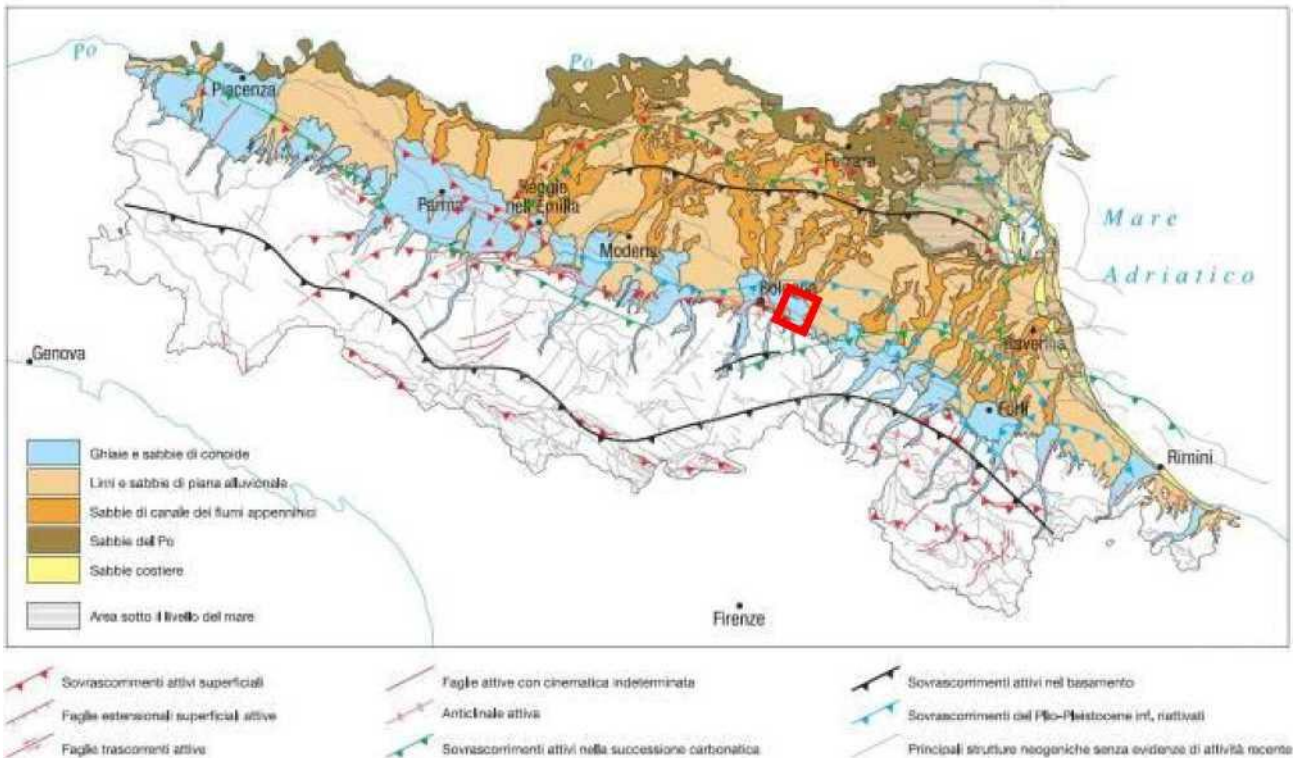 Po
Po
Piacenza
Ferrara
Parma
Reggio
nell'Emilia
Modena
Mare
Adriatico
Bologna
Ravenna
Genova
Forlì
Rimini
Firenze
Ghiaie e sabbie di conoide
Limi e sabbie di piana alluvionale
Sabbie di canale dei fiumi appenninici
Sabbie del Po
Sabbie costiere
Area sotto il livello del mare
Sovrascorrimenti attivi superficiali
Faglie estensionali superficiali attive
Faglie trascorrenti attive
Faglie attive con cinematica indeterminata
Anticlinale attiva
Sovrascorrimenti attivi nella successione carbonatica
Sovrascorrimenti attivi nel basamento
Sovrascorrimenti del Plio-Pleistocene inf. riattivati
Principali strutture neogeniche senza evidenze di attività recente